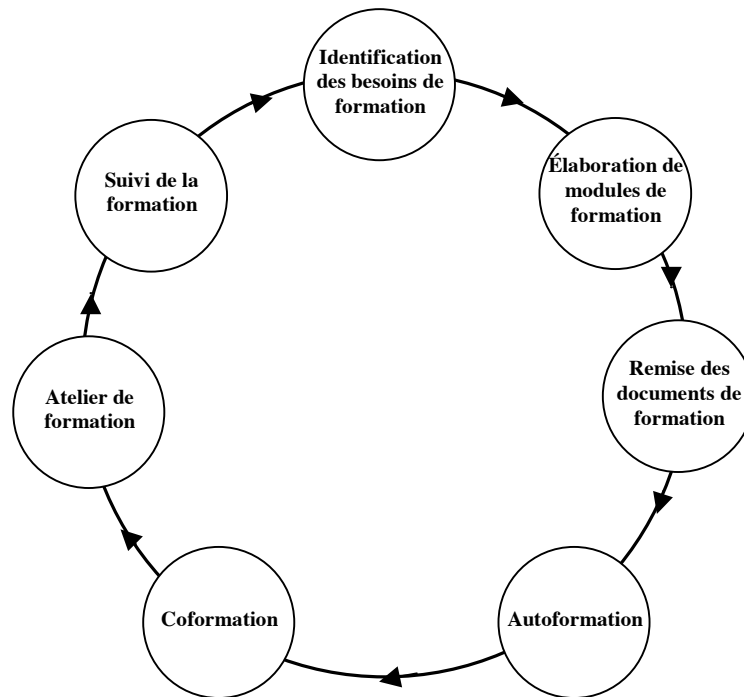 Identification
des besoins de
formation
Élaboration de
modules de
formation
Remise des
documents de
formation
Autoformation
Coformation
Atelier de
formation
Suivi de la
formation